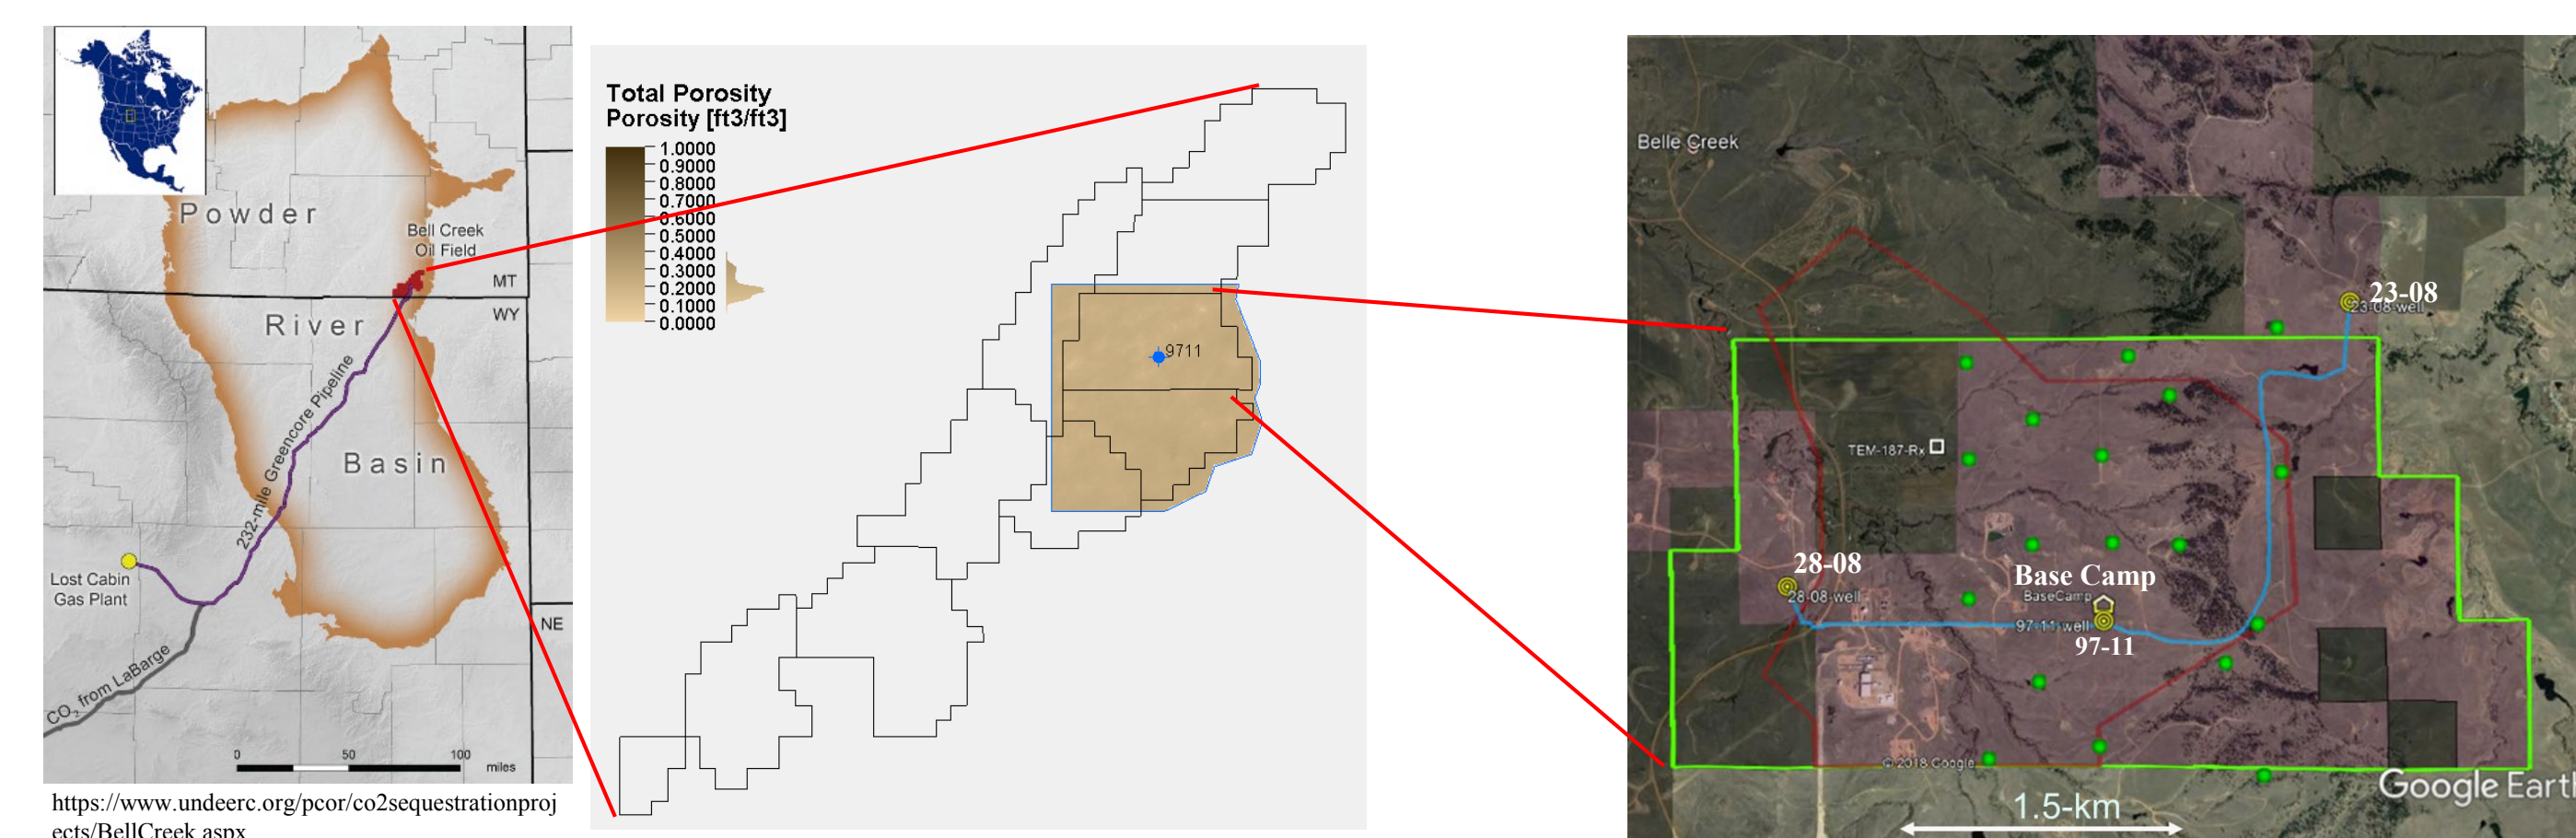 Powder
Bell Creek
Oil Field
MT
WY
River
Basin
232-mile Greencore Pipeline
Lost Cabin
Gas Plant
NE
CO2 from LaBarge
0 50 100 miles
https://www.undeerc.org/pcor/co2sequestrationproj
ects/BellCreek.aspx
Total Porosity
Porosity [ft3/ft3]
1.0000
0.9000
0.8000
0.7000
0.6000
0.5000
0.4000
0.3000
0.2000
0.1000
0.0000
9711
Belle Creek
23-08
23-08-well
TEM-187-Rx
28-08
28-08-well
Base Camp
BaseCamp
97-11-well
97-11
© 2018 Google
Google Earth
1.5-km